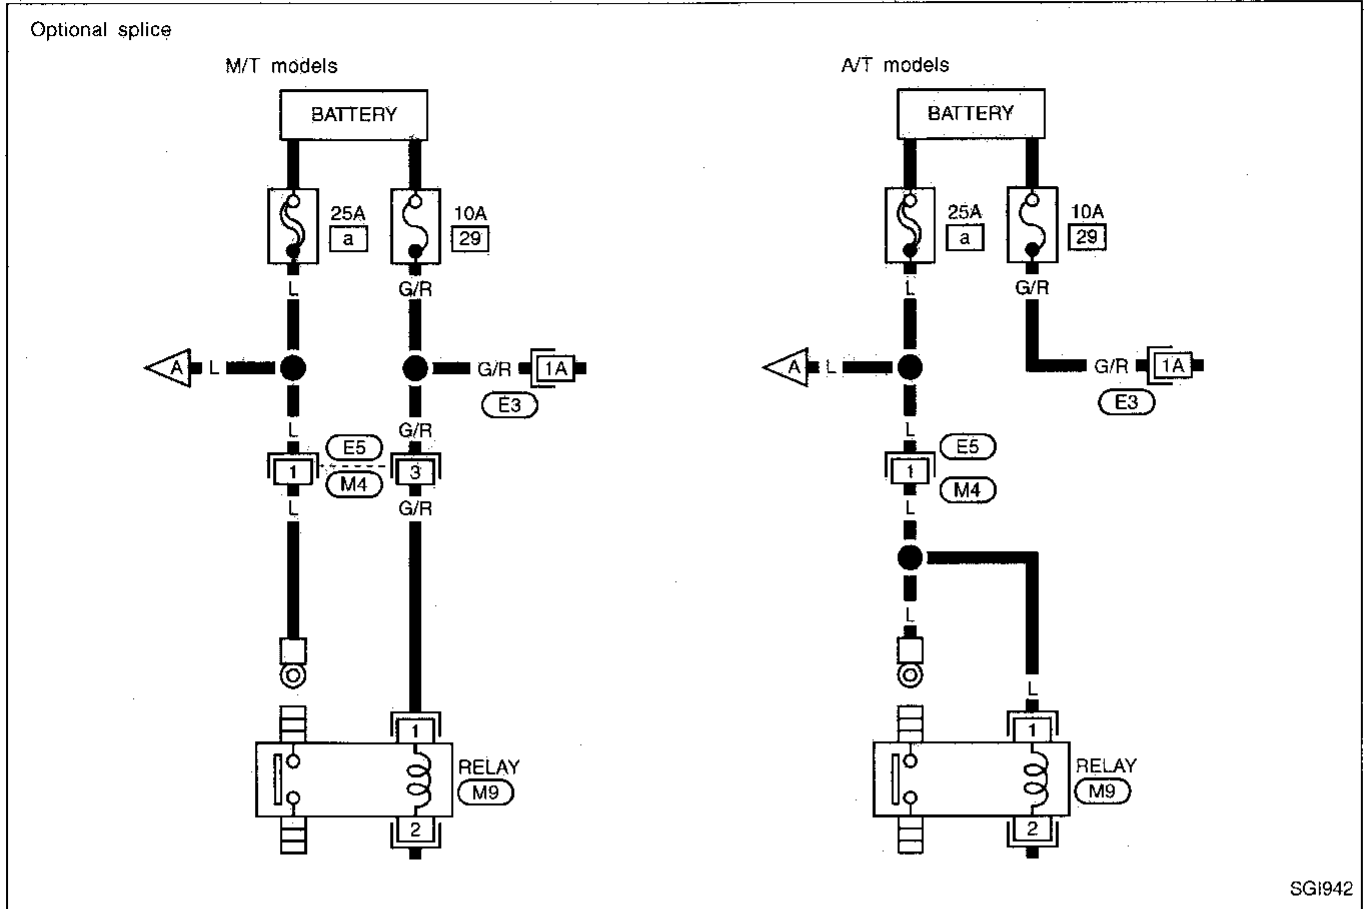 Optional splice
M/T models
BATTERY
25A
a
10A
29
L
G/R
A
L
G/R
1A
E3
L
G/R
E5
1
3
M4
L
G/R
1
RELAY
M9
2
A/T models
BATTERY
25A
a
10A
29
L
G/R
A
L
G/R
1A
E3
L
E5
1
M4
L
L
L
1
RELAY
M9
2
SGI942